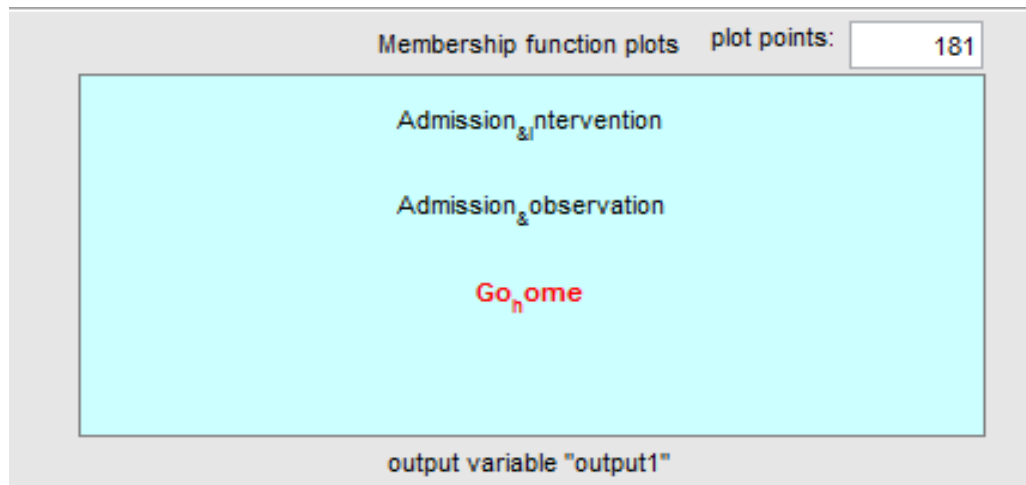 Membership function plots plot points: 181
Admission&Intervention
Admission&observation
Gohome
output variable "output1"